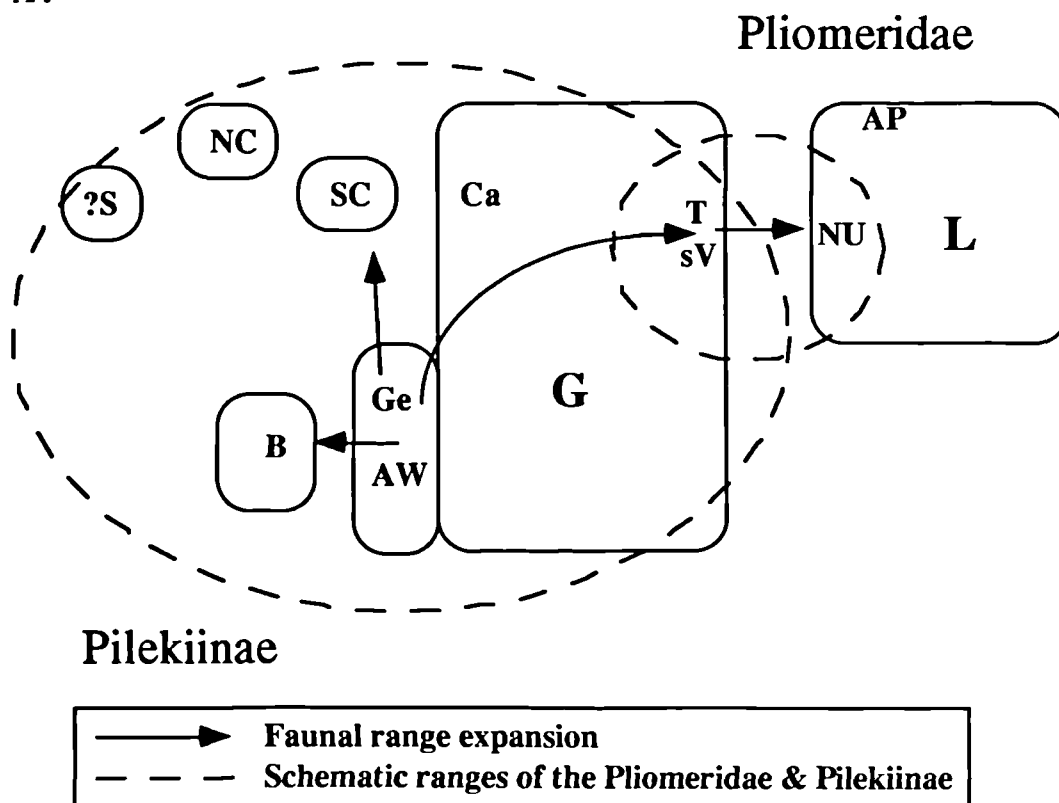 Pliomeridae
AP
NC
SC
?S
Ca
T
sV
NU
L
Ge
G
B
AW
Pilekiinae
Faunal range expansion
Schematic ranges of the Pliomeridae & Pilekiinae